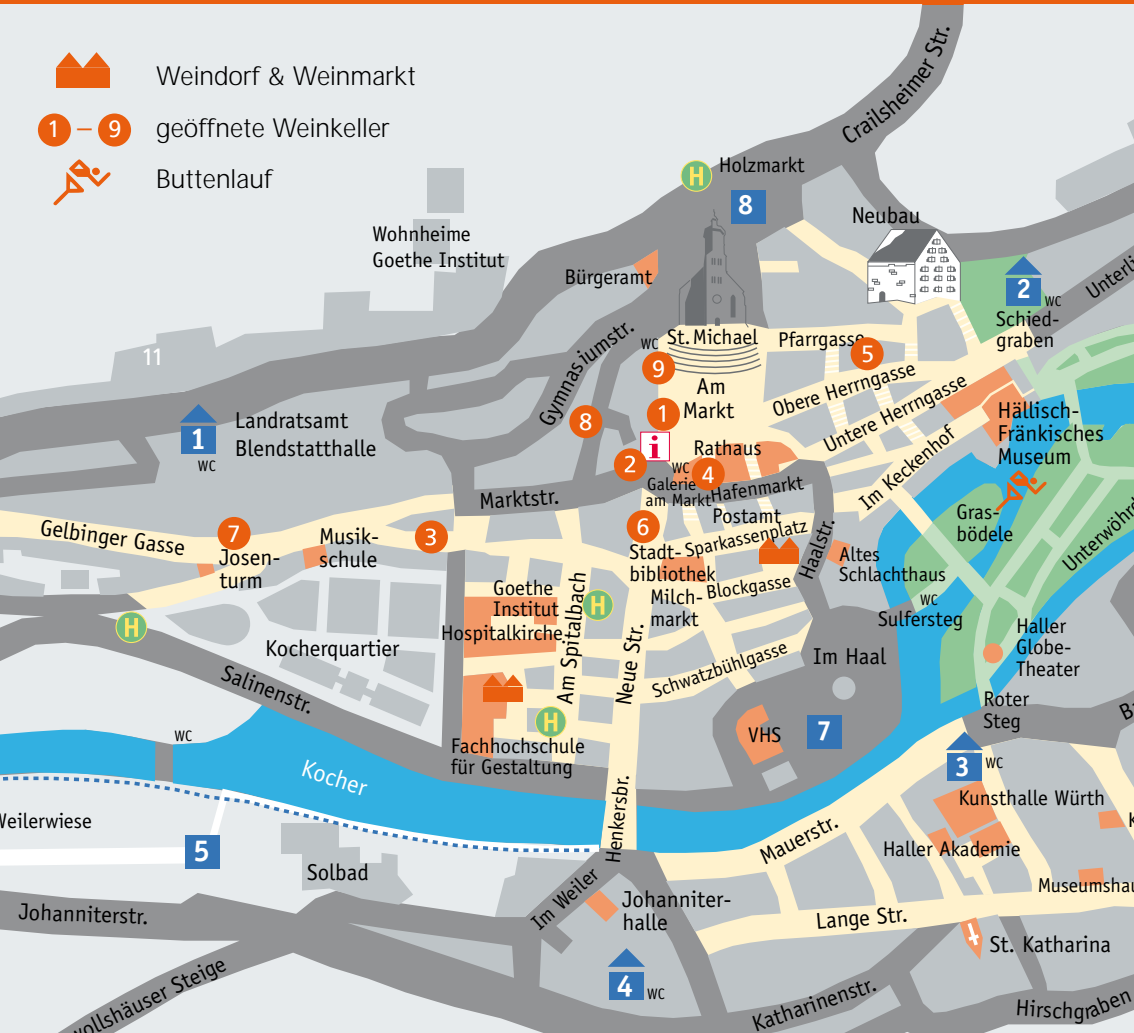 Weindorf & Weinmarkt
1 – 9 geöffnete Weinkeller
Buttenlauf
Crailsheimer Str.
H
Holzmarkt
8
Neubau
Wohnheime
Goethe Institut
Bürgeramt
2
WC
Schied-
graben
11
Gymnasiumstr.
WC
St. Michael
Pfarrgasse
5
9
Am
Markt
1
Obere Herrngasse
Untere Herrngasse
8
1
WC
Landratsamt
Blendstatthalle
i
2
Rathaus
WC
4
Galerie
am Markt
Hafenmarkt
Im Keckenhof
Hällisch-
Fränkisches
Museum
Marktstr.
Postamt
Gras-
bödele
Gelbinger Gasse
7
Josen-
turm
Musik-
schule
3
6
Stadt-
bibliothek
Sparkassenplatz
Haalstr.
Altes
Schlachthaus
WC
Sulfersteg
Goethe
Institut
Hospitalkirche
Am Spitalbach
H
Milch-
markt
Blockgasse
H
Kocherquartier
Salinenstr.
Neue Str.
Schwatzbühlgasse
Im Haal
Haller
Globe-
Theater
Roter
Steg
H
Fachhochschule
für Gestaltung
VHS
7
WC
Kocher
3
WC
Kunsthalle Würth
Henkersbr.
Mauerstr.
Haller Akademie
Weilerwiese
5
Solbad
Johanniterstr.
Im Weiler
Johanniter-
halle
Lange Str.
St. Katharina
4
WC
Katharinenstr.
Hirschgraben